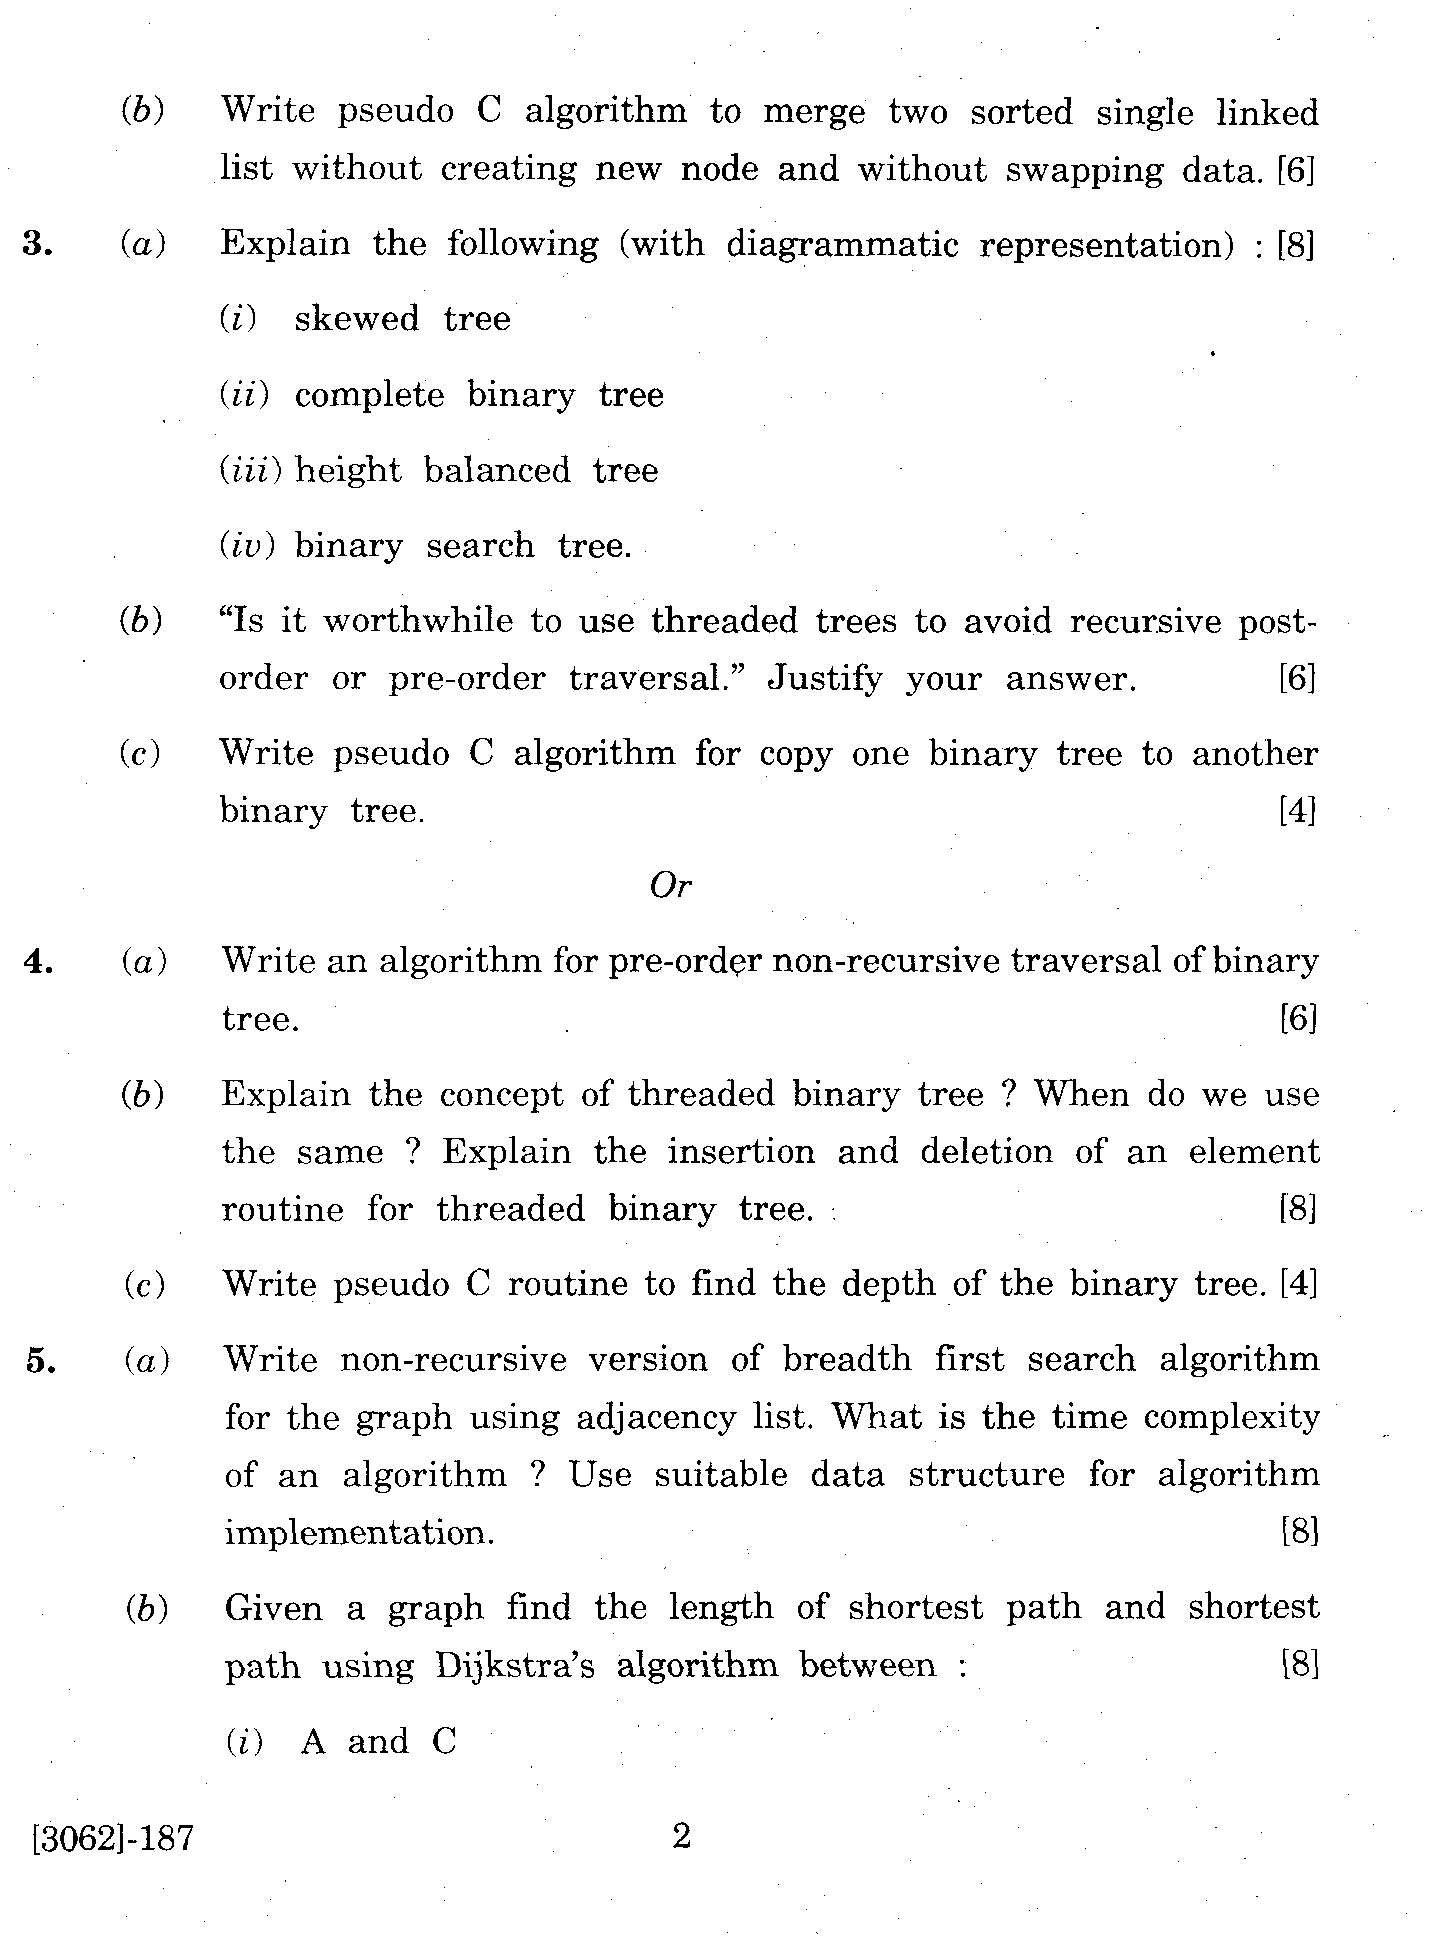 (b) Write pseudo C algorithm to merge two sorted single linked
list without creating new node and without swapping data. [6]
3. (a) Explain the following (with diagrammatic representation) : [8]
(i) skewed tree
(ii) complete binary tree
(iii) height balanced tree
(iv) binary search tree.
(b) “Is it worthwhile to use threaded trees to avoid recursive post-
order or pre-order traversal.” Justify your answer. [6]
(c) Write pseudo C algorithm for copy one binary tree to another
binary tree. [4]
Or
4. (a) Write an algorithm for pre-order non-recursive traversal of binary
tree. [6]
(b) Explain the concept of threaded binary tree ? When do we use
the same ? Explain the insertion and deletion of an element
routine for threaded binary tree. [8]
(c) Write pseudo C routine to find the depth of the binary tree. [4]
5. (a) Write non-recursive version of breadth first search algorithm
for the graph using adjacency list. What is the time complexity
of an algorithm ? Use suitable data structure for algorithm
implementation. [8]
(b) Given a graph find the length of shortest path and shortest
path using Dijkstra’s algorithm between : [8]
(i) A and C
[3062]-187 2